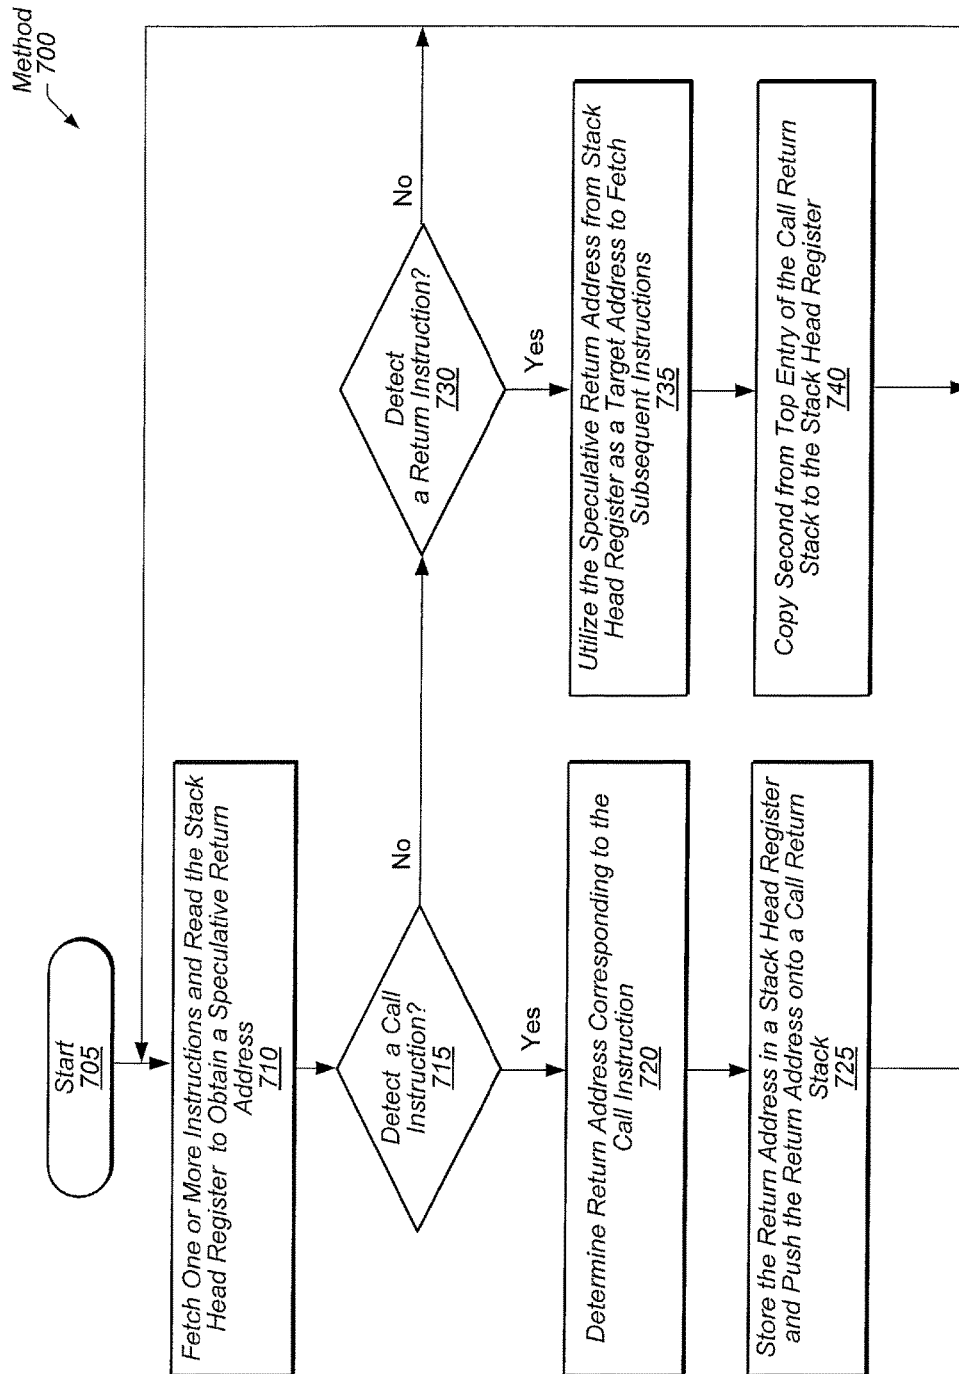 Method
700
Start
705
Fetch One or More Instructions and Read the Stack
Head Register to Obtain a Speculative Return
Address
710
Detect a Call
Instruction?
715
No
Yes
Detect
a Return Instruction?
730
No
Yes
Determine Return Address Corresponding to the
Call Instruction
720
Store the Return Address in a Stack Head Register
and Push the Return Address onto a Call Return
Stack
725
Utilize the Speculative Return Address from Stack
Head Register as a Target Address to Fetch
Subsequent Instructions
735
Copy Second from Top Entry of the Call Return
Stack to the Stack Head Register
740